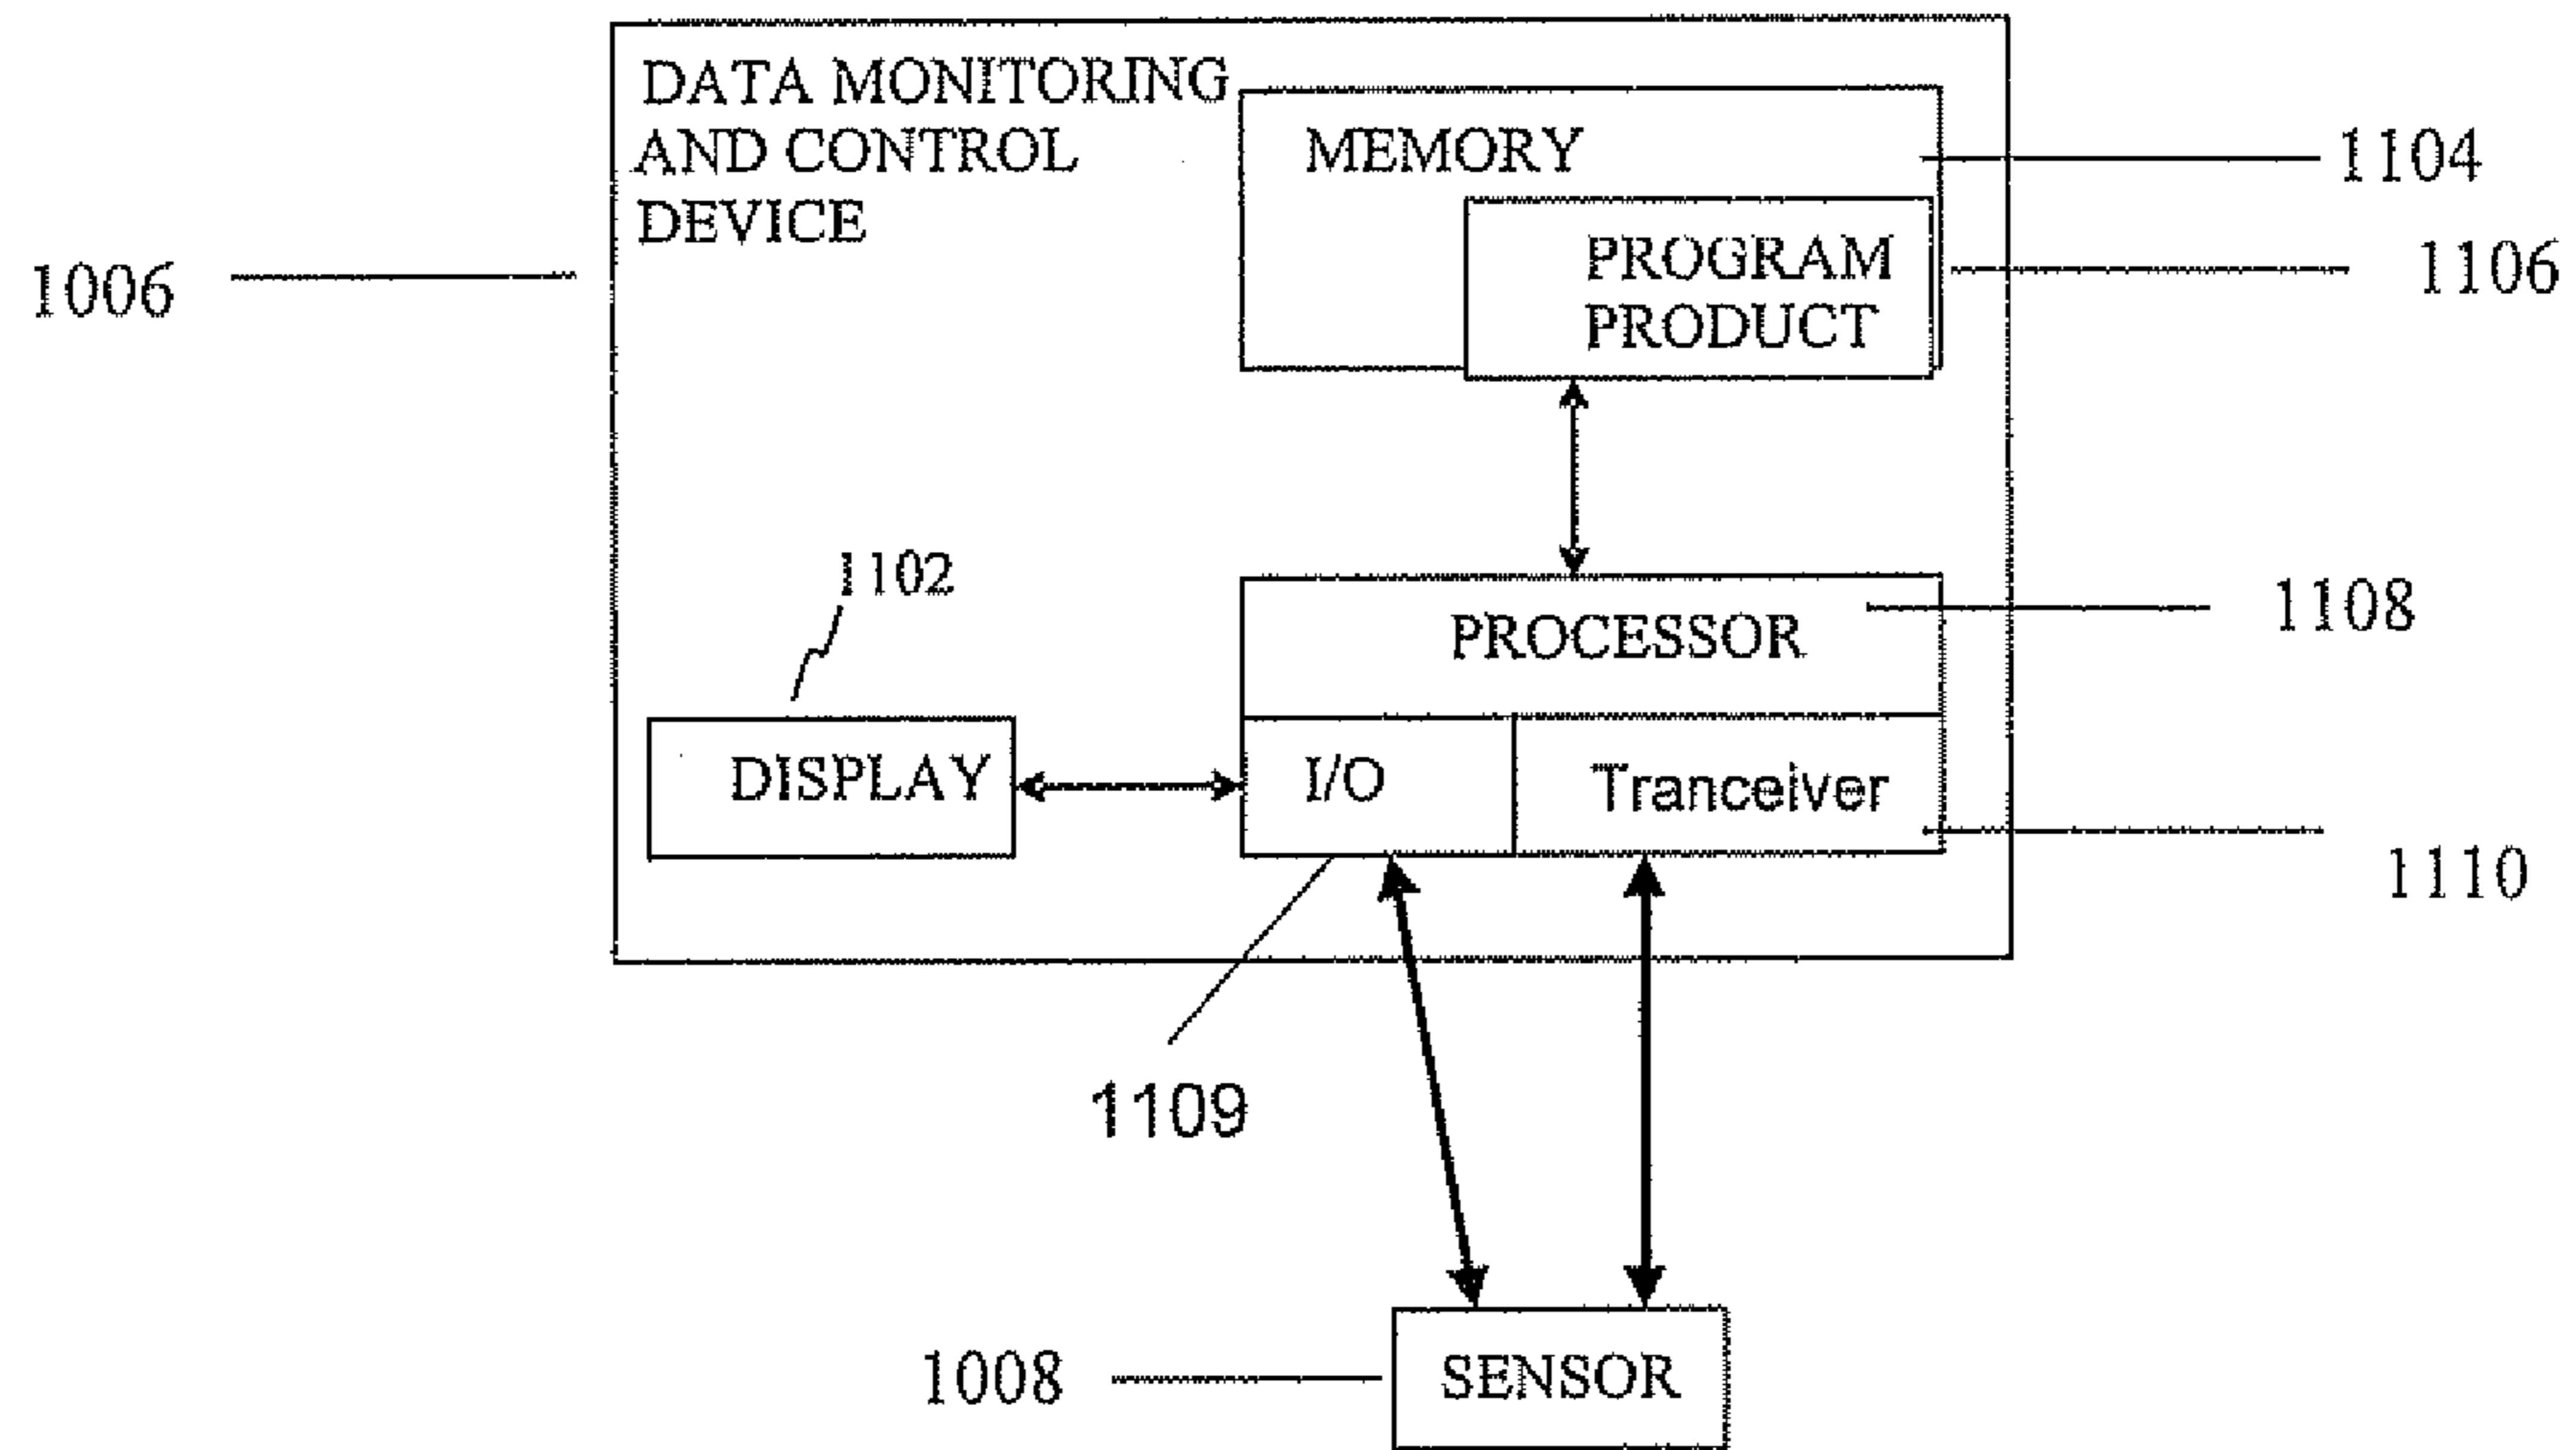 DATA MONITORING
AND CONTROL
DEVICE
MEMORY
1104
PROGRAM
PRODUCT
1106
1006
1102
1108
PROCESSOR
DISPLAY
I/O
Tranceiver
1110
1109
1008
SENSOR